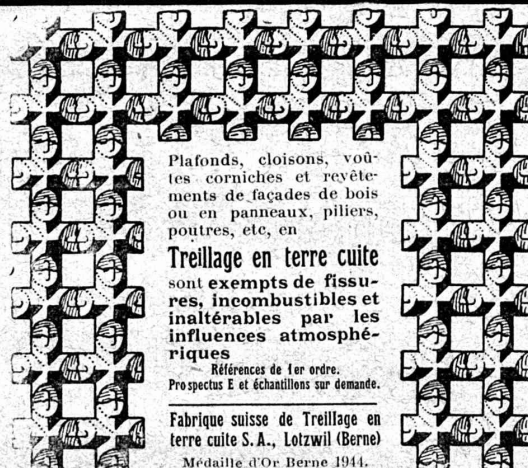 Plafonds, cloisons, voû-
tes corniches et revête-
ments de façades de bois
ou en panneaux, piliers,
poutres, etc, en
Treillage en terre cuite
sont exempts de fissu-
res, incombustibles et
inaltérables par les
influences atmosphé-
riques
Références de 1er ordre.
Prospectus E et échantillons sur demande.
Fabrique suisse de Treillage en
terre cuite S. A., Lotzwil (Berne)
Médaille d'Or Berne 1944.